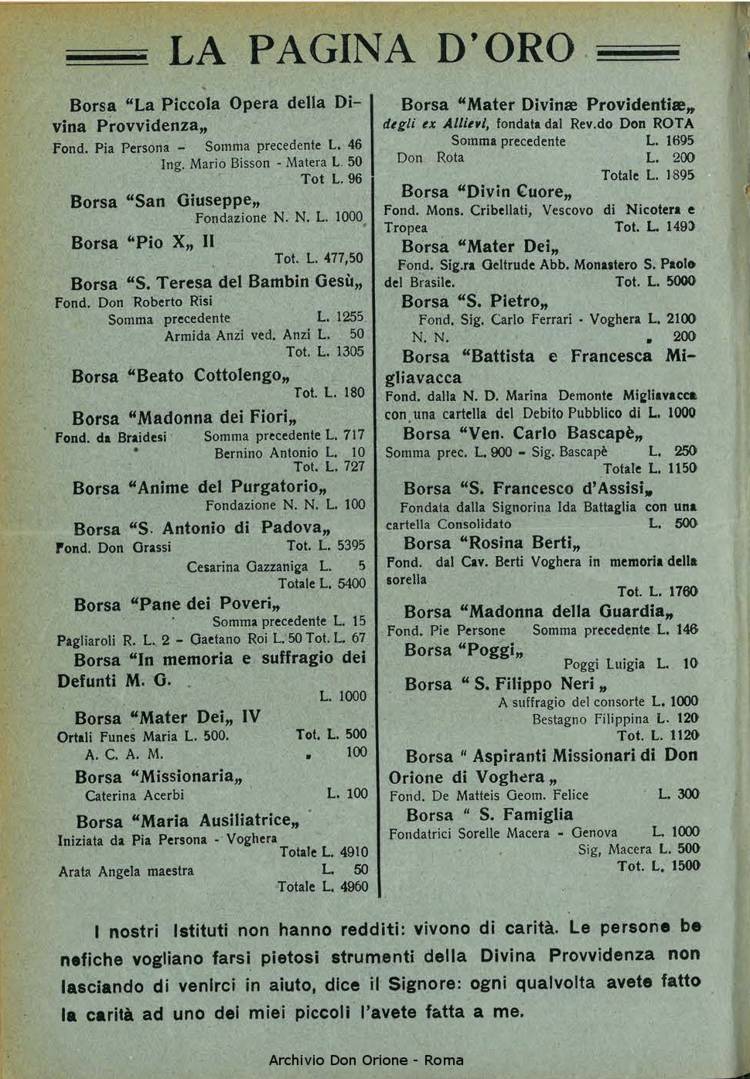 LA PAGINA D'ORO
Borsa “La Piccola Opera della Di-
vina Provvidenza„
Fond. Pia Persona - Somma precedente L. 46
Ing. Mario Bisson - Matera L. 50
Tot L. 96
Borsa “San Giuseppe„
Fondazione N. N. L. 1000
Borsa “Pio X„ II
Tot. L. 477,50
Borsa “S. Teresa del Bambin Gesù„
Fond. Don Roberto Risi
Somma precedente L. 1255
Armida Anzi ved. Anzi L. 50
Tot. L. 1305
Borsa “Beato Cottolengo„
Tot. L. 180
Borsa “Madonna dei Fiori„
Fond. da Braidesi Somma precedente L. 717
" Bernino Antonio L. 10
Tot. L. 727
Borsa “Anime del Purgatorio„
Fondazione N. N. L. 100
Borsa “S. Antonio di Padova„
Fond. Don Grassi Tot. L. 5395
Cesarina Gazzaniga L. 5
Totale L. 5400
Borsa “Pane dei Poveri„
Somma precedente L. 15
Pagliaroli R. L. 2 - Gaetano Roi L. 50 Tot. L. 67
Borsa “In memoria e suffragio dei
Defunti M. G.
L. 1000
Borsa “Mater Dei„ IV
Ortali Funes Maria L. 500. Tot. L. 500
A. C. A. M. " 100
Borsa “Missionaria„
Caterina Acerbi L. 100
Borsa “Maria Ausiliatrice„
Iniziata da Pia Persona - Voghera
Totale L. 4910
Arata Angela maestra L. 50
Totale L. 4960
Borsa “Mater Divinæ Providentiæ„
degli ex Allievi, fondata dal Rev.do Don ROTA
Somma precedente L. 1695
Don Rota L. 200
Totale L. 1895
Borsa “Divin Cuore„
Fond. Mons. Cribellati, Vescovo di Nicotera e
Tropea Tot. L. 1490
Borsa “Mater Dei„
Fond. Sig.ra Geltrude Abb. Monastero S. Paolo
del Brasile. Tot. L. 5000
Borsa “S. Pietro„
Fond. Sig. Carlo Ferrari - Voghera L. 2100
N. N. " 200
Borsa “Battista e Francesca Mi-
gliavacca
Fond. dalla N. D. Marina Demonte Migliavacca
con una cartella del Debito Pubblico di L. 1000
Borsa “Ven. Carlo Bascapè„
Somma prec. L. 900 - Sig. Bascapè L. 250
Totale L. 1150
Borsa “S. Francesco d'Assisi„
Fondata dalla Signorina Ida Battaglia con una
cartella Consolidato L. 500
Borsa “Rosina Berti„
Fond. dal Cav. Berti Voghera in memoria della
sorella
Tot. L. 1760
Borsa “Madonna della Guardia„
Fond. Pie Persone Somma precedente L. 146
Borsa “Poggi„
Poggi Luigia L. 10
Borsa “ S. Filippo Neri „
A suffragio del consorte L. 1000
Bestagno Filippina L. 120
Tot. L. 1120
Borsa “ Aspiranti Missionari di Don
Orione di Voghera „
Fond. De Matteis Geom. Felice L. 300
Borsa “ S. Famiglia
Fondatrici Sorelle Macera - Genova L. 1000
Sig, Macera L. 500
Tot. L. 1500
I nostri Istituti non hanno redditi: vivono di carità. Le persone be
nefiche vogliano farsi pietosi strumenti della Divina Provvidenza non
lasciando di venirci in aiuto, dice il Signore: ogni qualvolta avete fatto
la carità ad uno dei miei piccoli l'avete fatta a me.
Archivio Don Orione - Roma